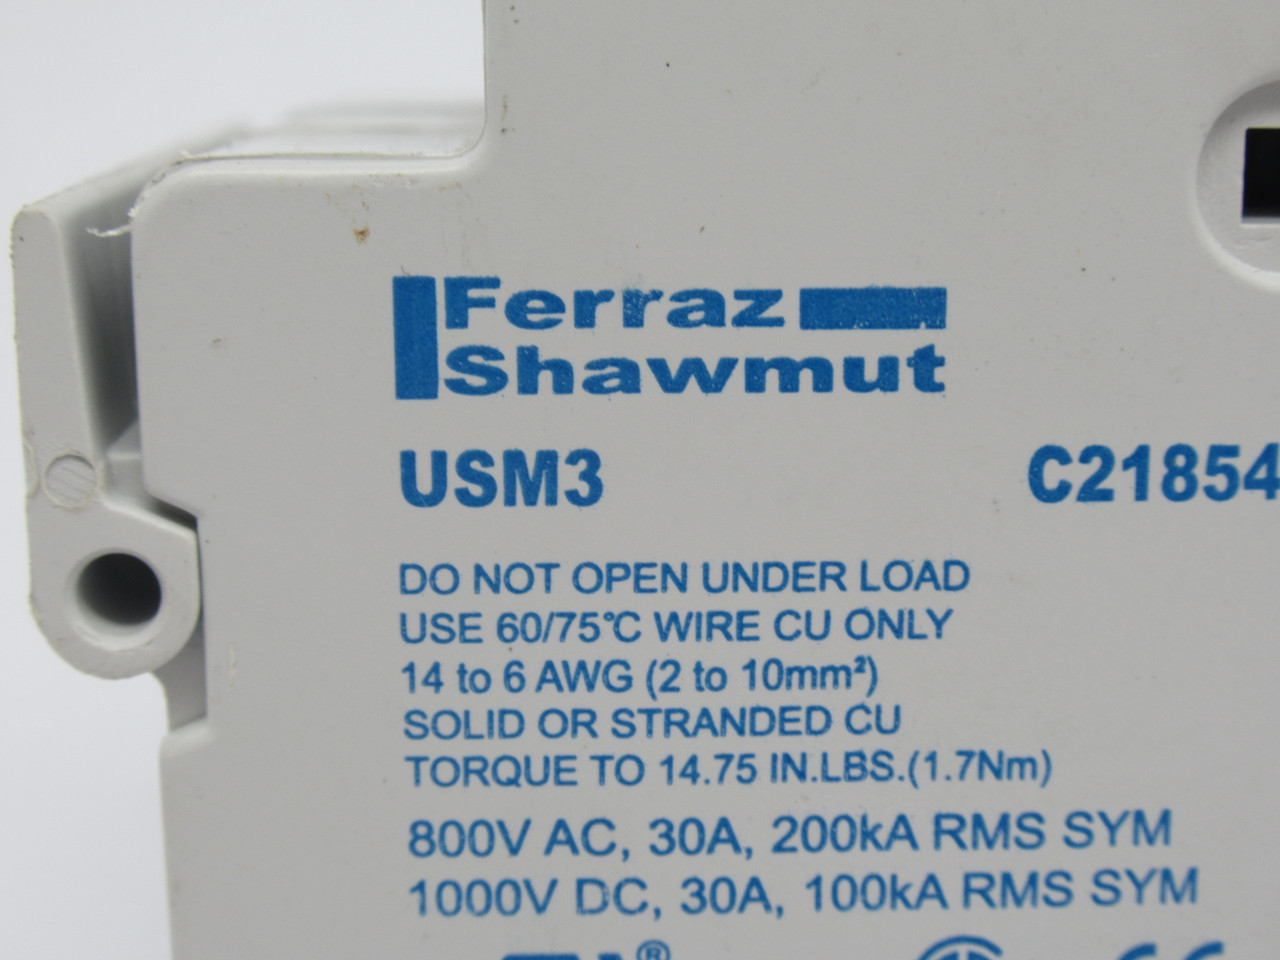 Ferraz
Shawmut
USM3 C21854
DO NOT OPEN UNDER LOAD
USE 60/75°C WIRE CU ONLY
14 to 6 AWG (2 to 10mm²)
SOLID OR STRANDED CU
TORQUE TO 14.75 IN.LBS.(1.7Nm)
800V AC, 30A, 200kA RMS SYM
1000V DC, 30A, 100kA RMS SYM
®